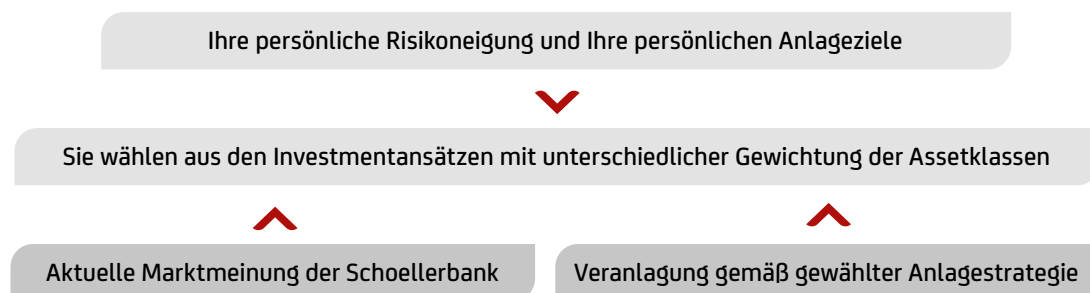 Ihre persönliche Risikoneigung und Ihre persönlichen Anlageziele
Sie wählen aus den Investmentansätzen mit unterschiedlicher Gewichtung der Assetklassen
Aktuelle Marktmeinung der Schoellerbank
Veranlagung gemäß gewählter Anlagestrategie